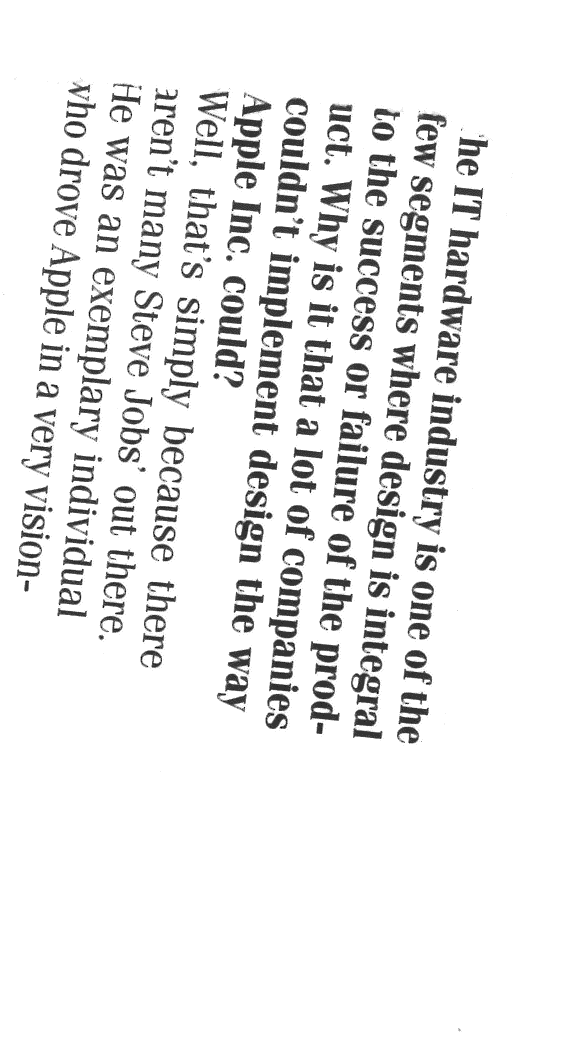 he IT hardware industry is one of the
few segments where design is integral
to the success or failure of the prod-
uct. Why is it that a lot of companies
couldn't implement design the way
Apple Inc. could?
Well, that's simply because there
aren't many Steve Jobs' out there.
He was an exemplary individual
who drove Apple in a very vision-